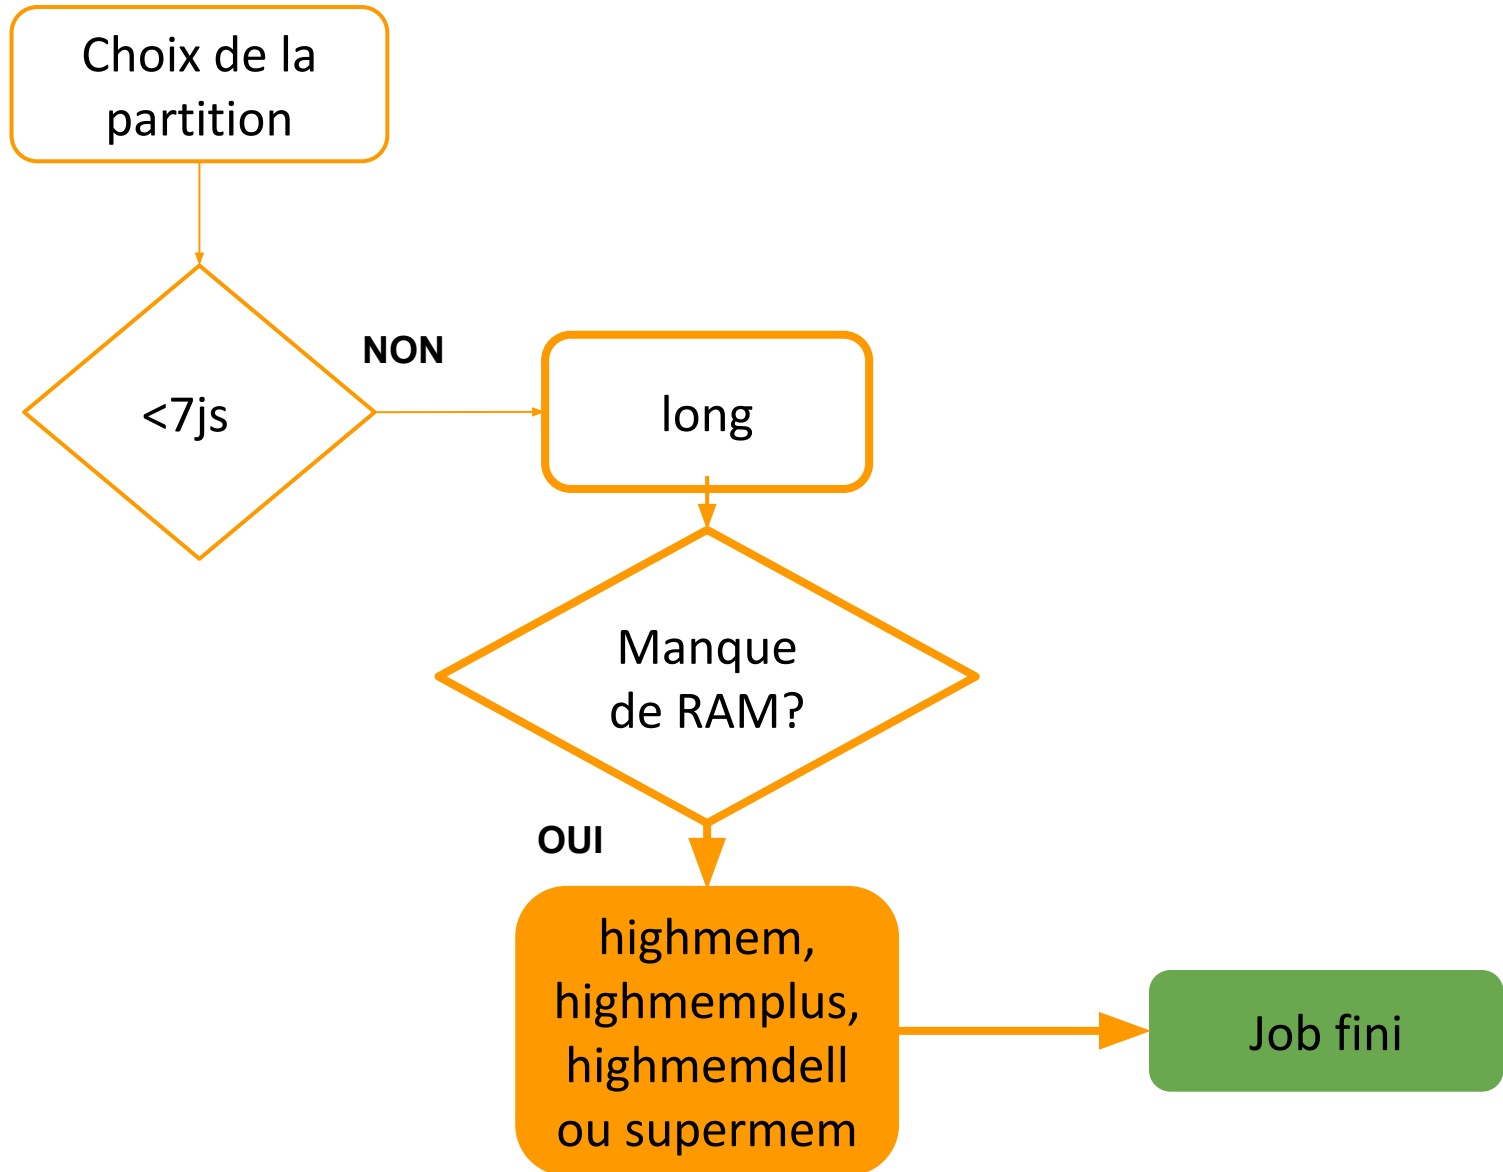 Choix de la
partition
NON
<7js
long
Manque
de RAM?
OUI
highmem,
highmemplus,
highmemdell
ou supermem
Job fini